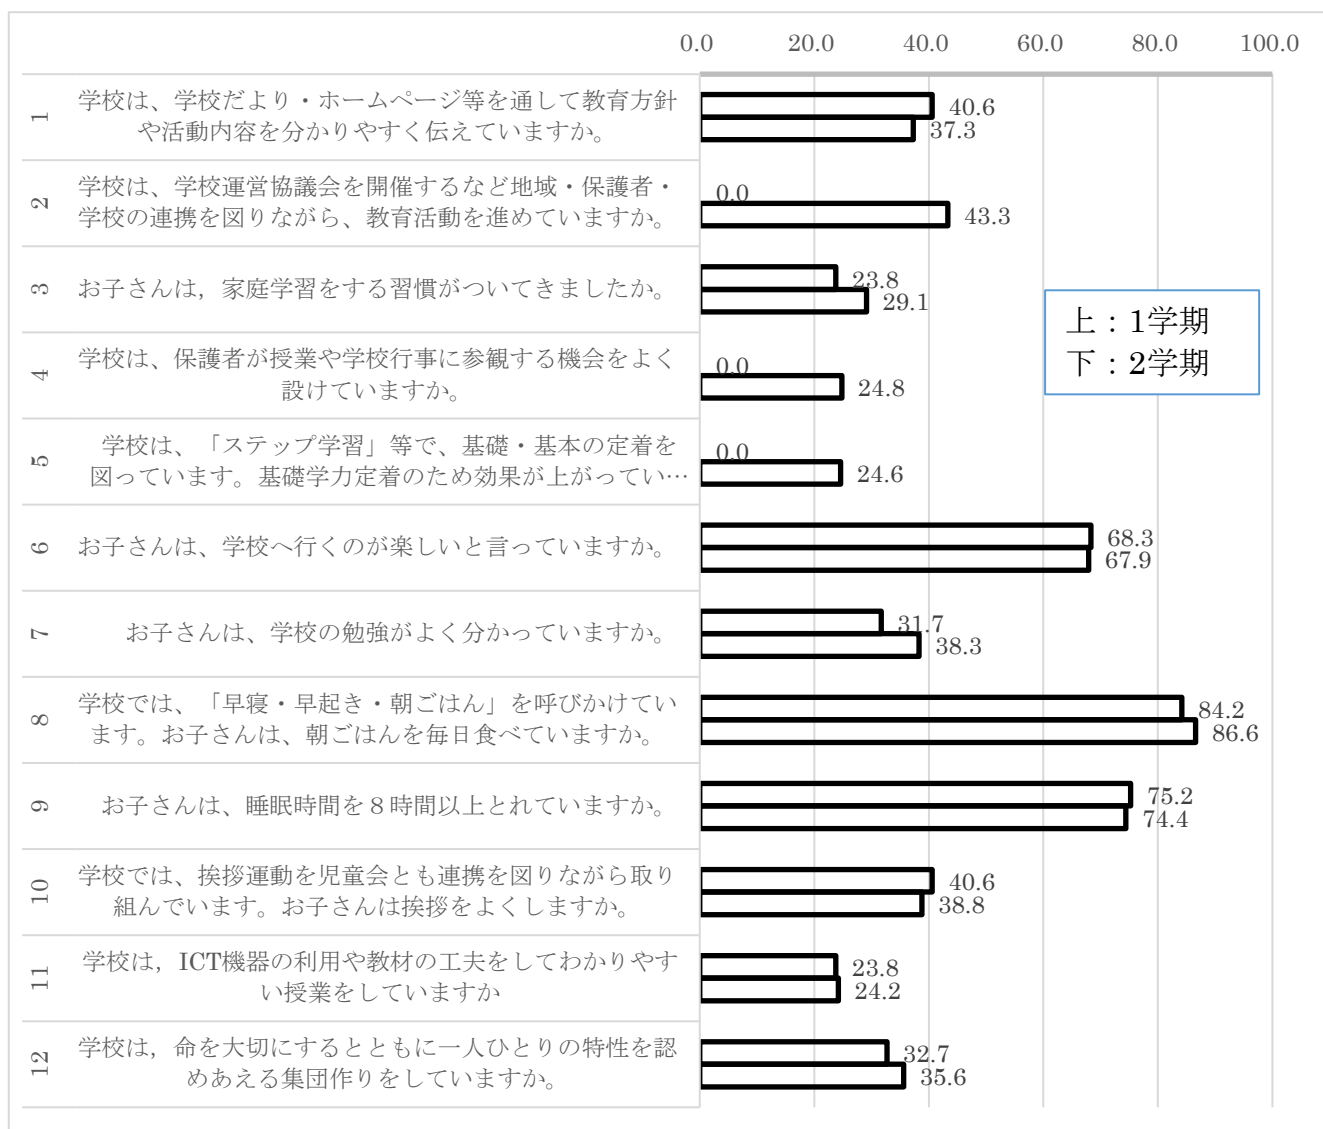 0.0 20.0 40.0 60.0 80.0 100.0
1
学校は、学校だより・ホームページ等を通して教育方針
や活動内容を分かりやすく伝えていますか。
40.6
37.3
2
学校は、学校運営協議会を開催するなど地域・保護者・
学校の連携を図りながら、教育活動を進めていますか。
0.0
43.3
3
お子さんは，家庭学習をする習慣がついてきましたか。
23.8
29.1
上：1学期
下：2学期
4
学校は、保護者が授業や学校行事に参観する機会をよく
設けていますか。
0.0
24.8
5
学校は、「ステップ学習」等で、基礎・基本の定着を
図っています。基礎学力定着のため効果が上がってい…
0.0
24.6
6
お子さんは、学校へ行くのが楽しいと言っていますか。
68.3
67.9
7
お子さんは、学校の勉強がよく分かっていますか。
31.7
38.3
8
学校では、「早寝・早起き・朝ごはん」を呼びかけてい
ます。お子さんは、朝ごはんを毎日食べていますか。
84.2
86.6
9
お子さんは、睡眠時間を８時間以上とれていますか。
75.2
74.4
10
学校では、挨拶運動を児童会とも連携を図りながら取り
組んでいます。お子さんは挨拶をよくしますか。
40.6
38.8
11
学校は，ICT機器の利用や教材の工夫をしてわかりやす
い授業をしていますか
23.8
24.2
12
学校は，命を大切にするとともに一人ひとりの特性を認
めあえる集団作りをしていますか。
32.7
35.6